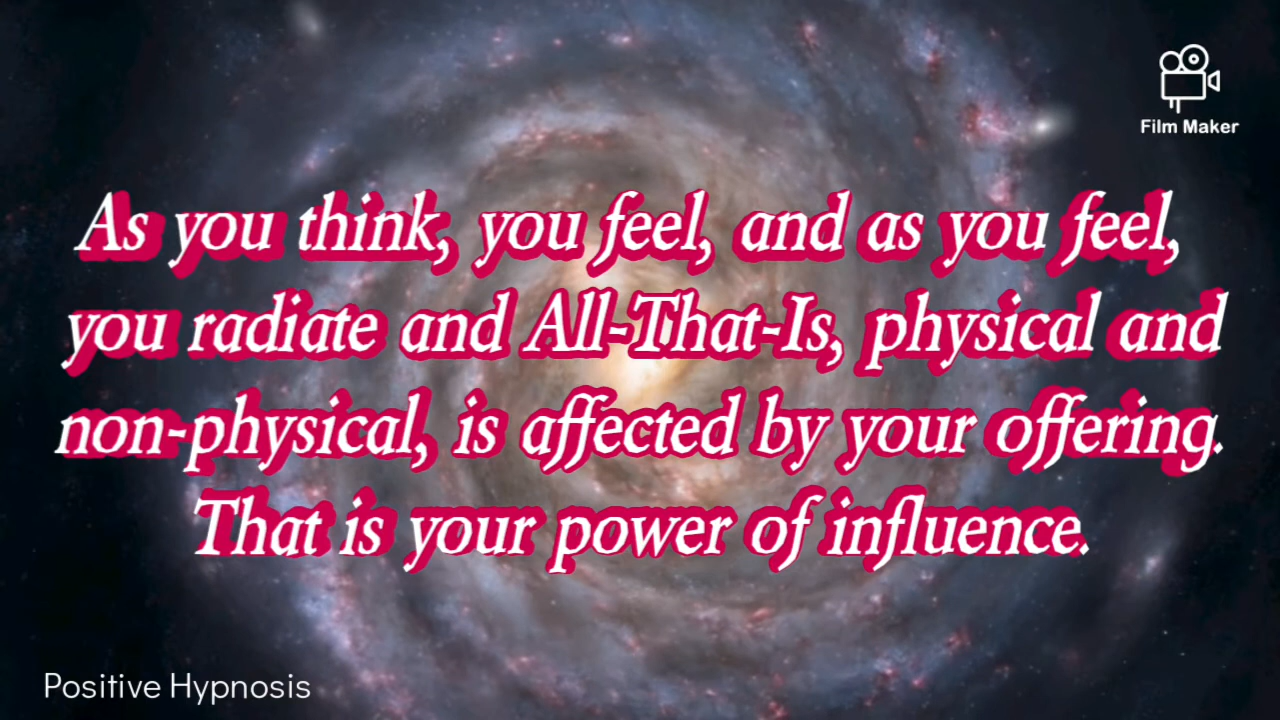 Film Maker
As you think, you feel, and as you feel,
you radiate and All-That-Is, physical and
non-physical, is affected by your offering.
That is your power of influence.
Positive Hypnosis